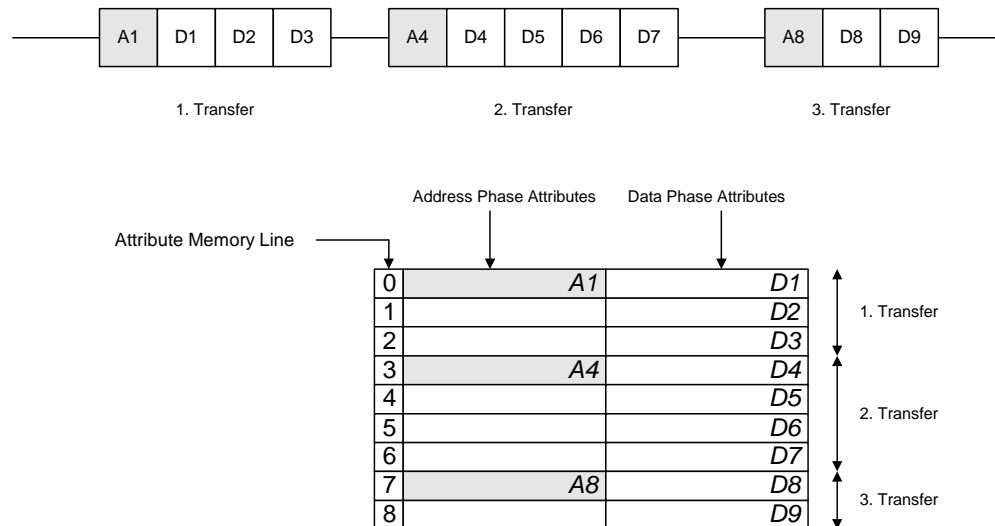 A1 D1 D2 D3 A4 D4 D5 D6 D7 A8 D8 D9
1. Transfer 2. Transfer 3. Transfer
Address Phase Attributes Data Phase Attributes
Attribute Memory Line
0 A1 D1
1 D2
2 D3
1. Transfer
3 A4 D4
4 D5
5 D6
6 D7
2. Transfer
7 A8 D8
8 D9
3. Transfer